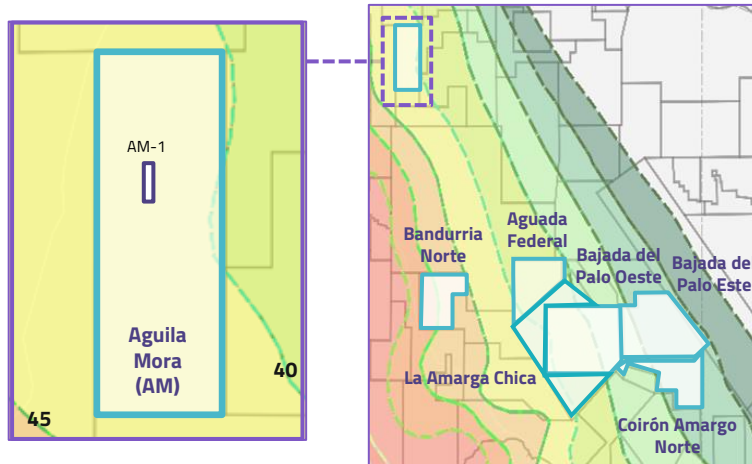 AM-1
Aguila
Mora
(AM)
40
45
Bandurria
Norte
Aguada
Federal
Bajada del
Palo Oeste
Bajada de
Palo Este
La Amarga Chica
Coirón Amargo
Norte